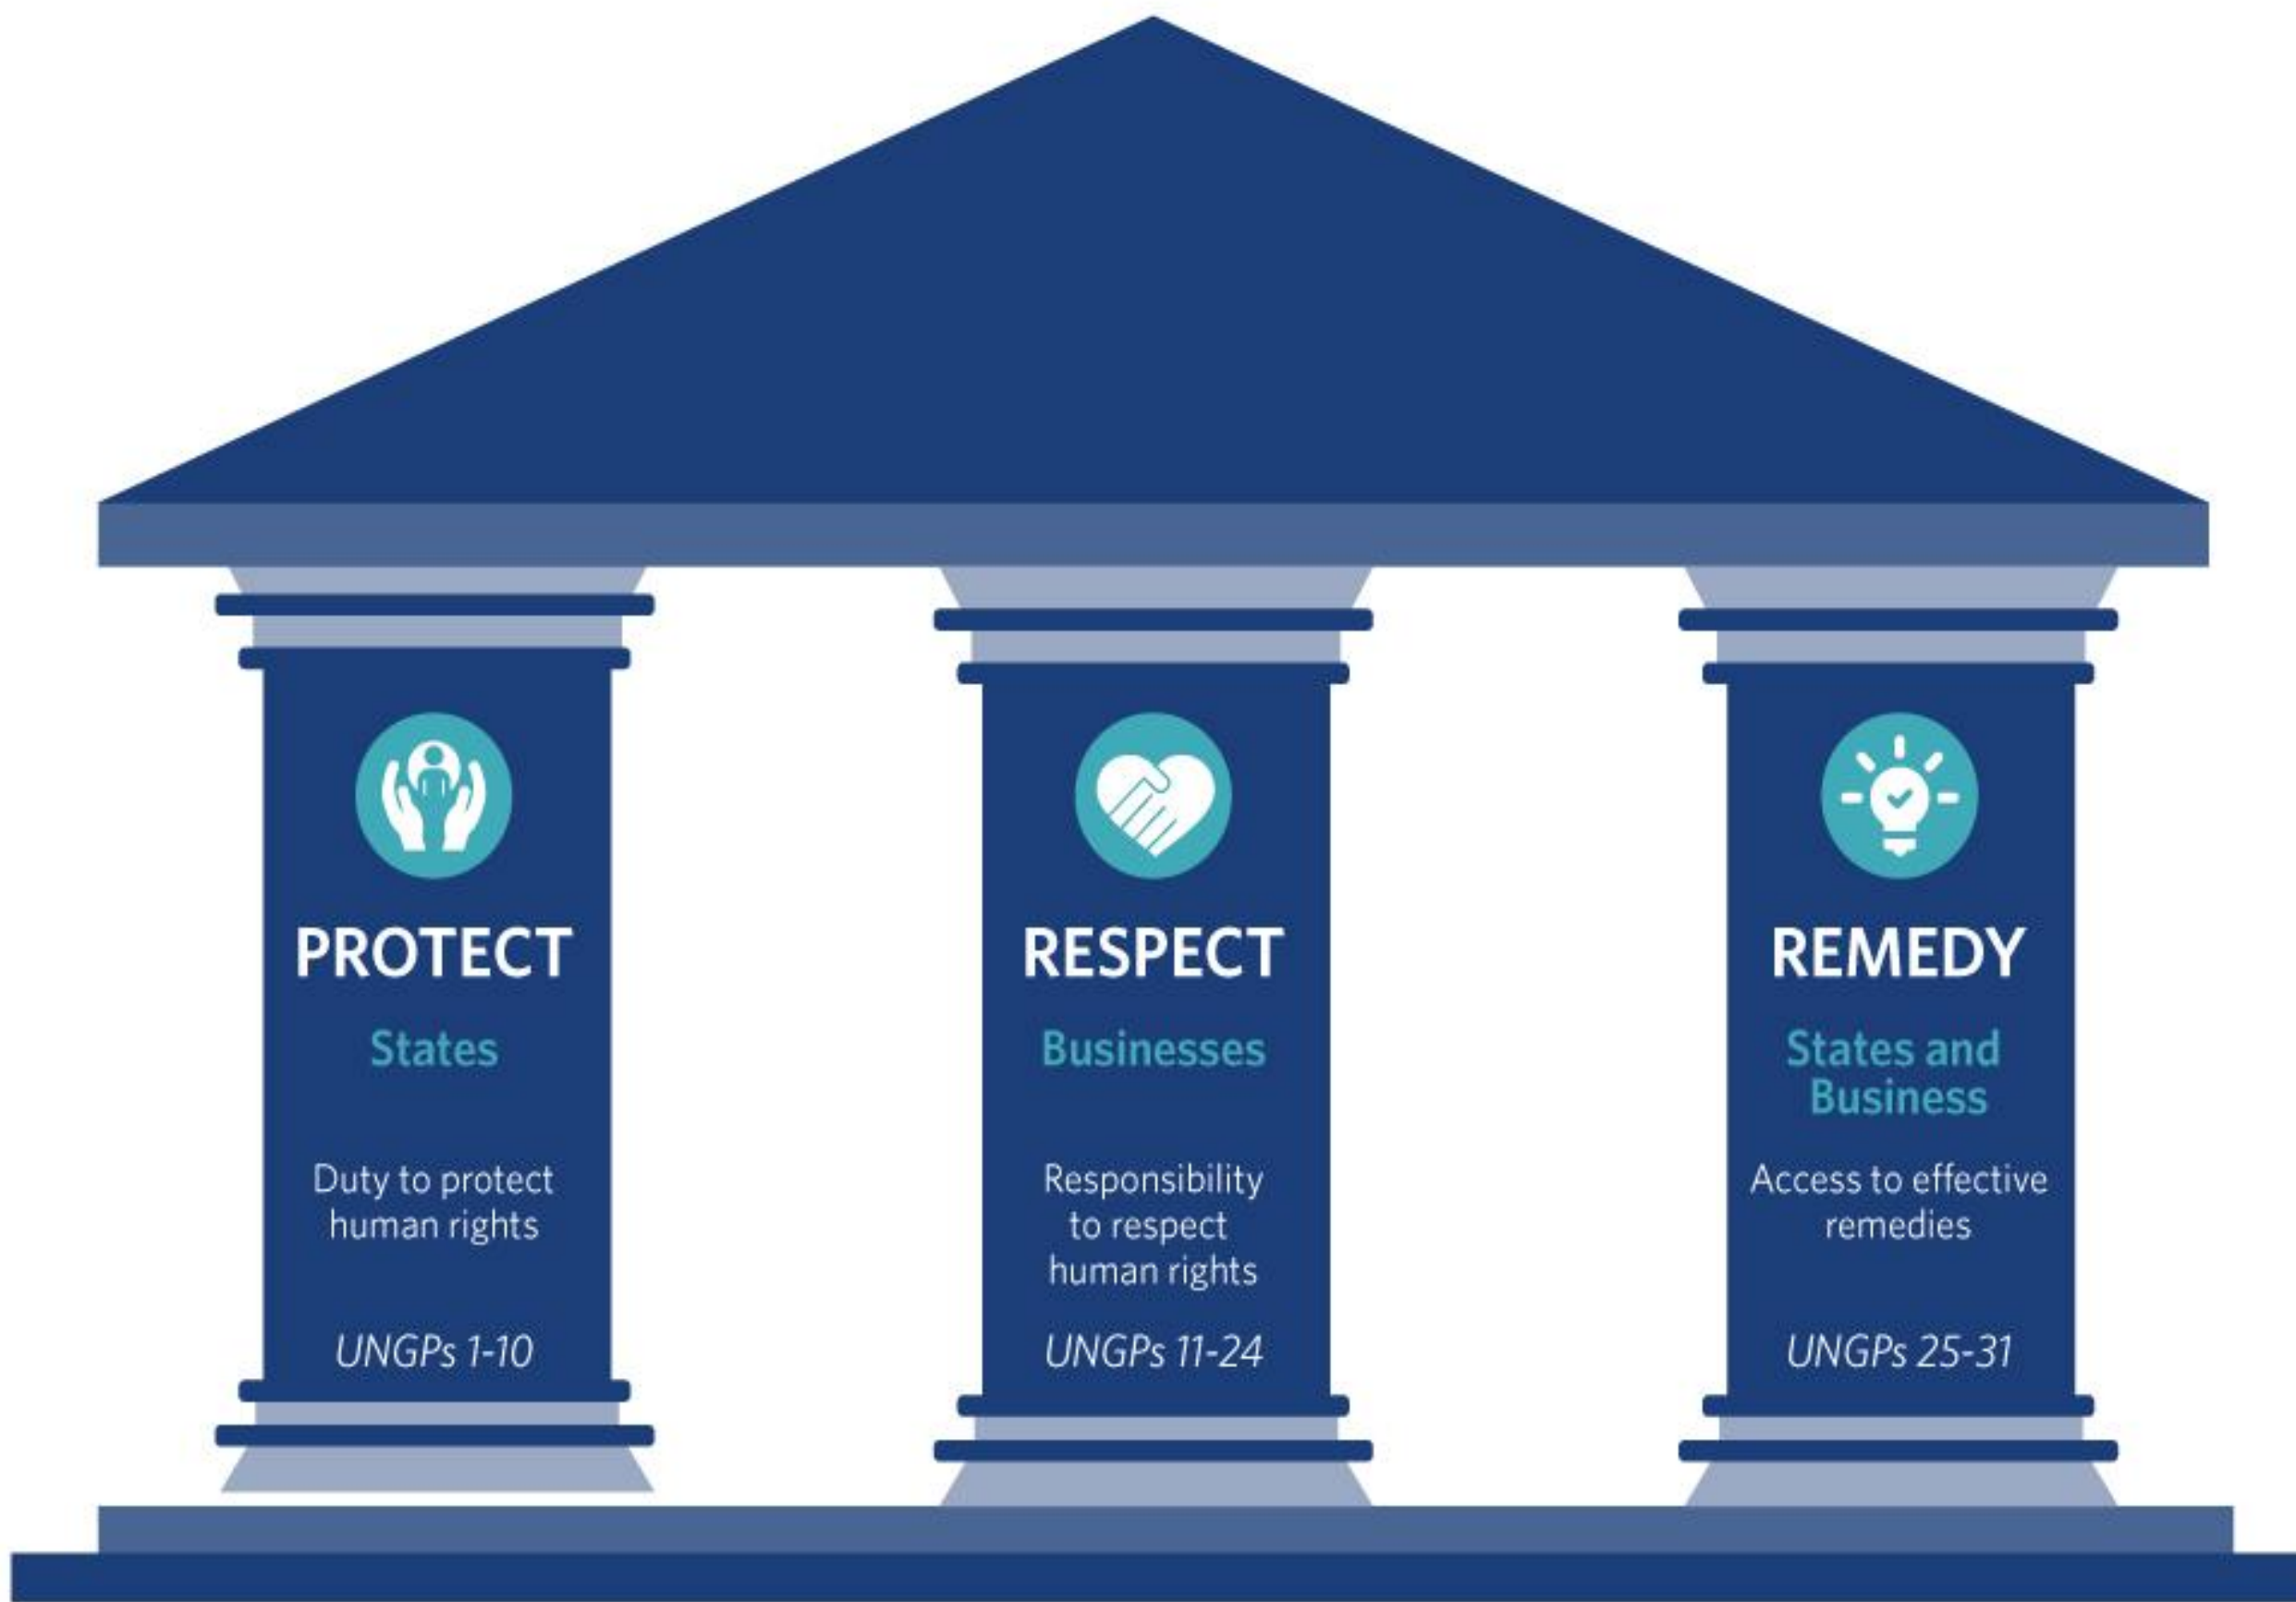 PROTECT
States
Duty to protect
human rights
UNGPs 1-10
RESPECT
Businesses
Responsibility
to respect
human rights
UNGPs 11-24
REMEDY
States and
Business
Access to effective
remedies
UNGPs 25-31